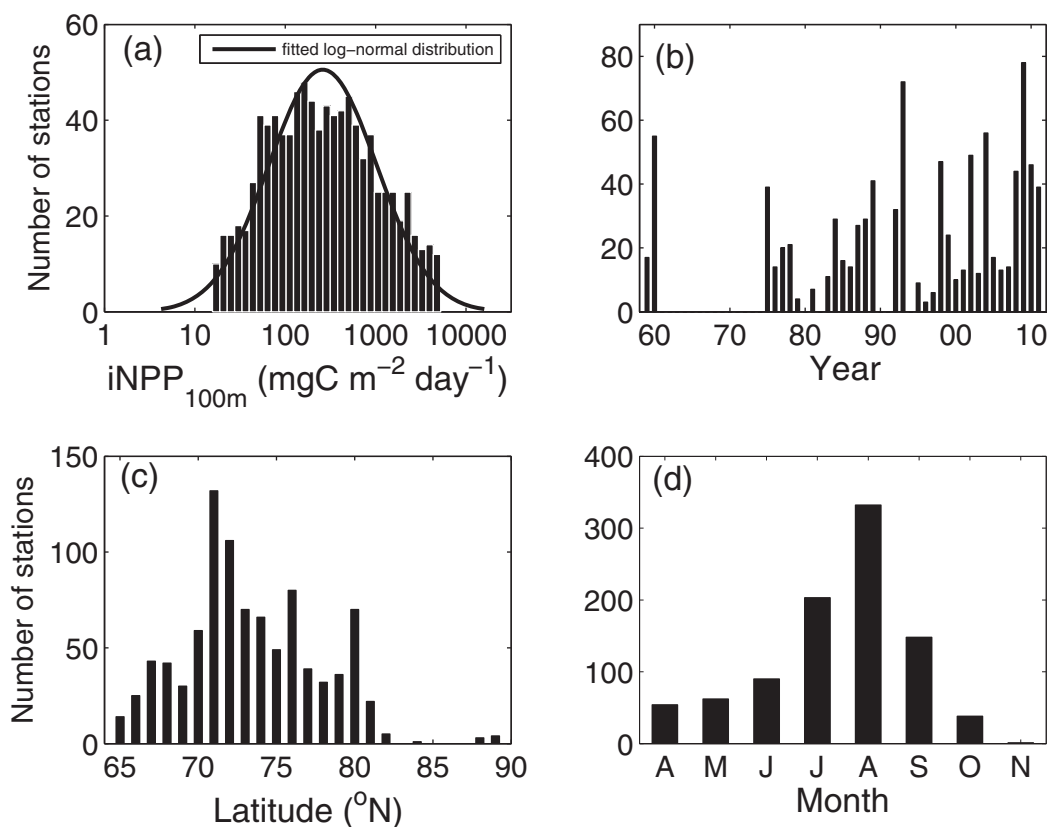 (a)
fitted log-normal distribution
60
40
20
0
1 10 100 1000 10000
Number of stations
iNPP100m (mgC m−2 day−1)
(b)
80
60
40
20
0
60 70 80 90 00 10
Year
(c)
150
100
50
0
65 70 75 80 85 90
Number of stations
Latitude (oN)
(d)
400
300
200
100
0
A M J J A S O N
Month